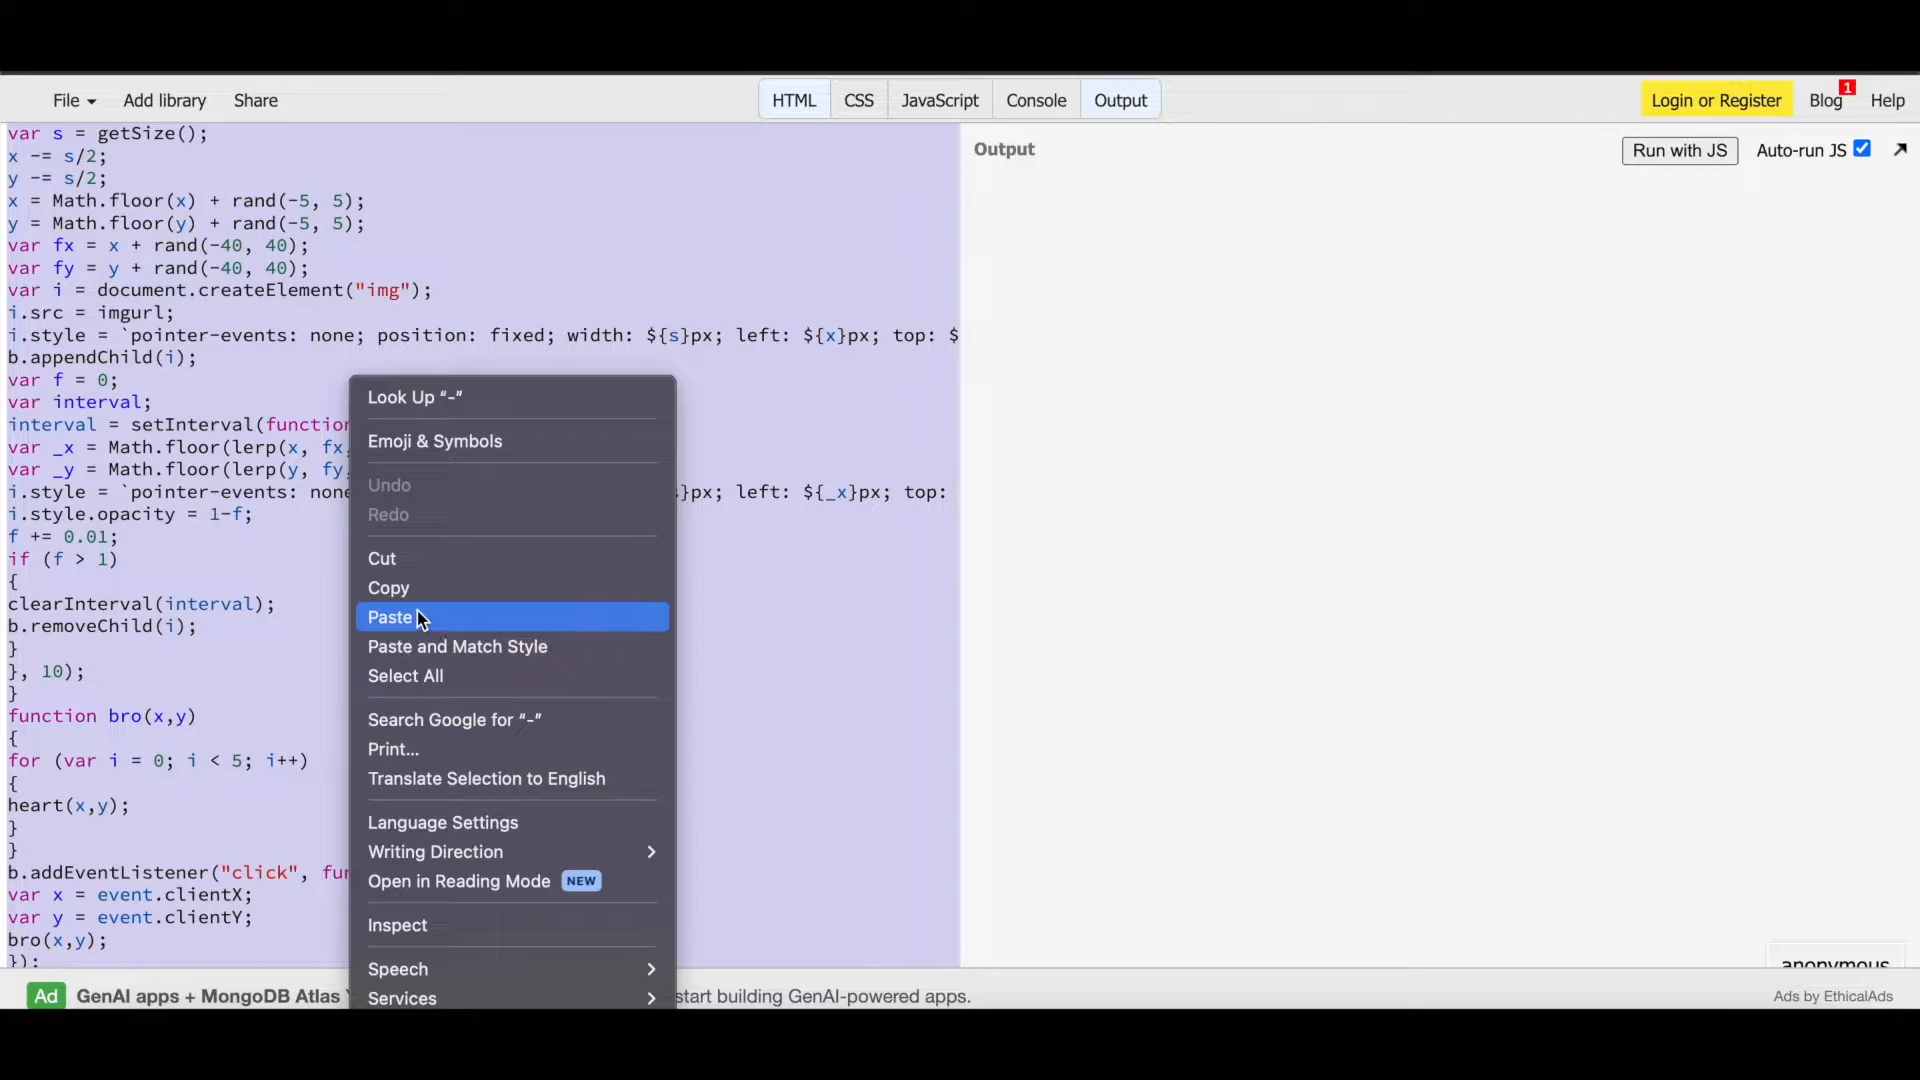 File Add library Share HTML CSS JavaScript Console Output Login or Register Blog 1 Help
var s = getSize();
x -= s/2;
y -= s/2;
x = Math.floor(x) + rand(-5, 5);
y = Math.floor(y) + rand(-5, 5);
var fx = x + rand(-40, 40);
var fy = y + rand(-40, 40);
var i = document.createElement("img");
i.src = imgurl;
i.style = `pointer-events: none; position: fixed; width: ${s}px; left: ${x}px; top: $
b.appendChild(i);
var f = 0;
var interval;
interval = setInterval(function
var _x = Math.floor(lerp(x, fx,
var _y = Math.floor(lerp(y, fy,
i.style = `pointer-events: none }px; left: ${_x}px; top:
i.style.opacity = 1-f;
f += 0.01;
if (f > 1)
{
clearInterval(interval);
b.removeChild(i);
}
}, 10);
}
function bro(x,y)
{
for (var i = 0; i < 5; i++)
{
heart(x,y);
}
}
b.addEventListener("click", fun
var x = event.clientX;
var y = event.clientY;
bro(x,y);
});
Look Up “-”
Emoji & Symbols
Undo
Redo
Cut
Copy
Paste
Paste and Match Style
Select All
Search Google for “-”
Print...
Translate Selection to English
Language Settings
Writing Direction
Open in Reading Mode NEW
Inspect
Speech
Services
Output Run with JS Auto-run JS
anonymous
Ad GenAI apps + MongoDB Atlas start building GenAI-powered apps. Ads by EthicalAds